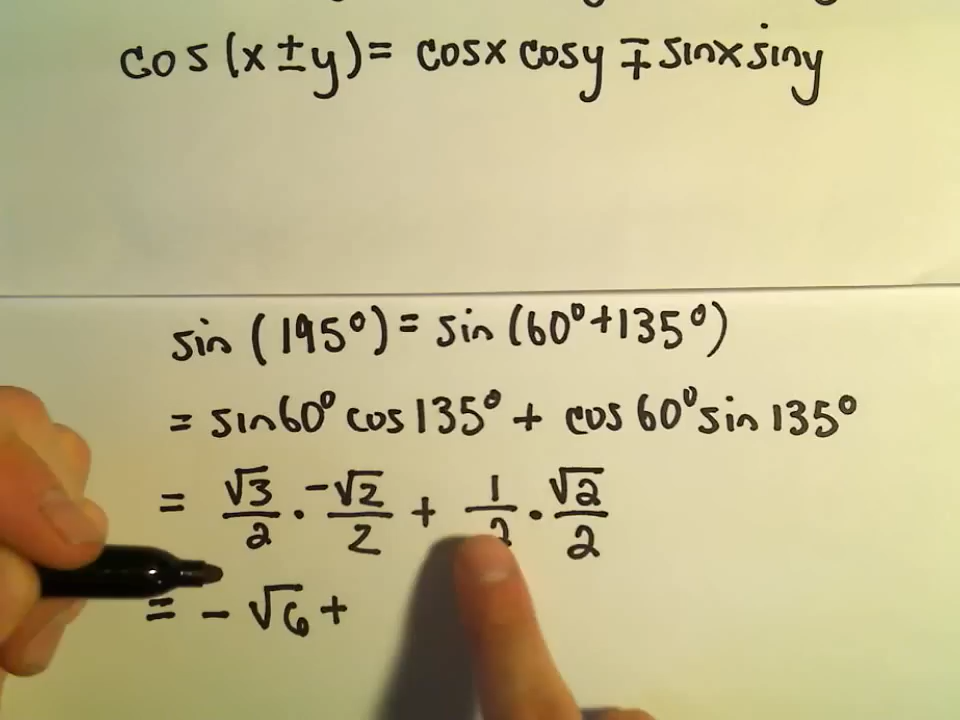 cos(x±y)= cosx cosy ∓ sinx siny
sin(195°)= sin(60°+135°)
= sin60° cos135° + cos60° sin135°
= √3/2 · -√2/2 + 1/2 · √2/2
= - √6 +